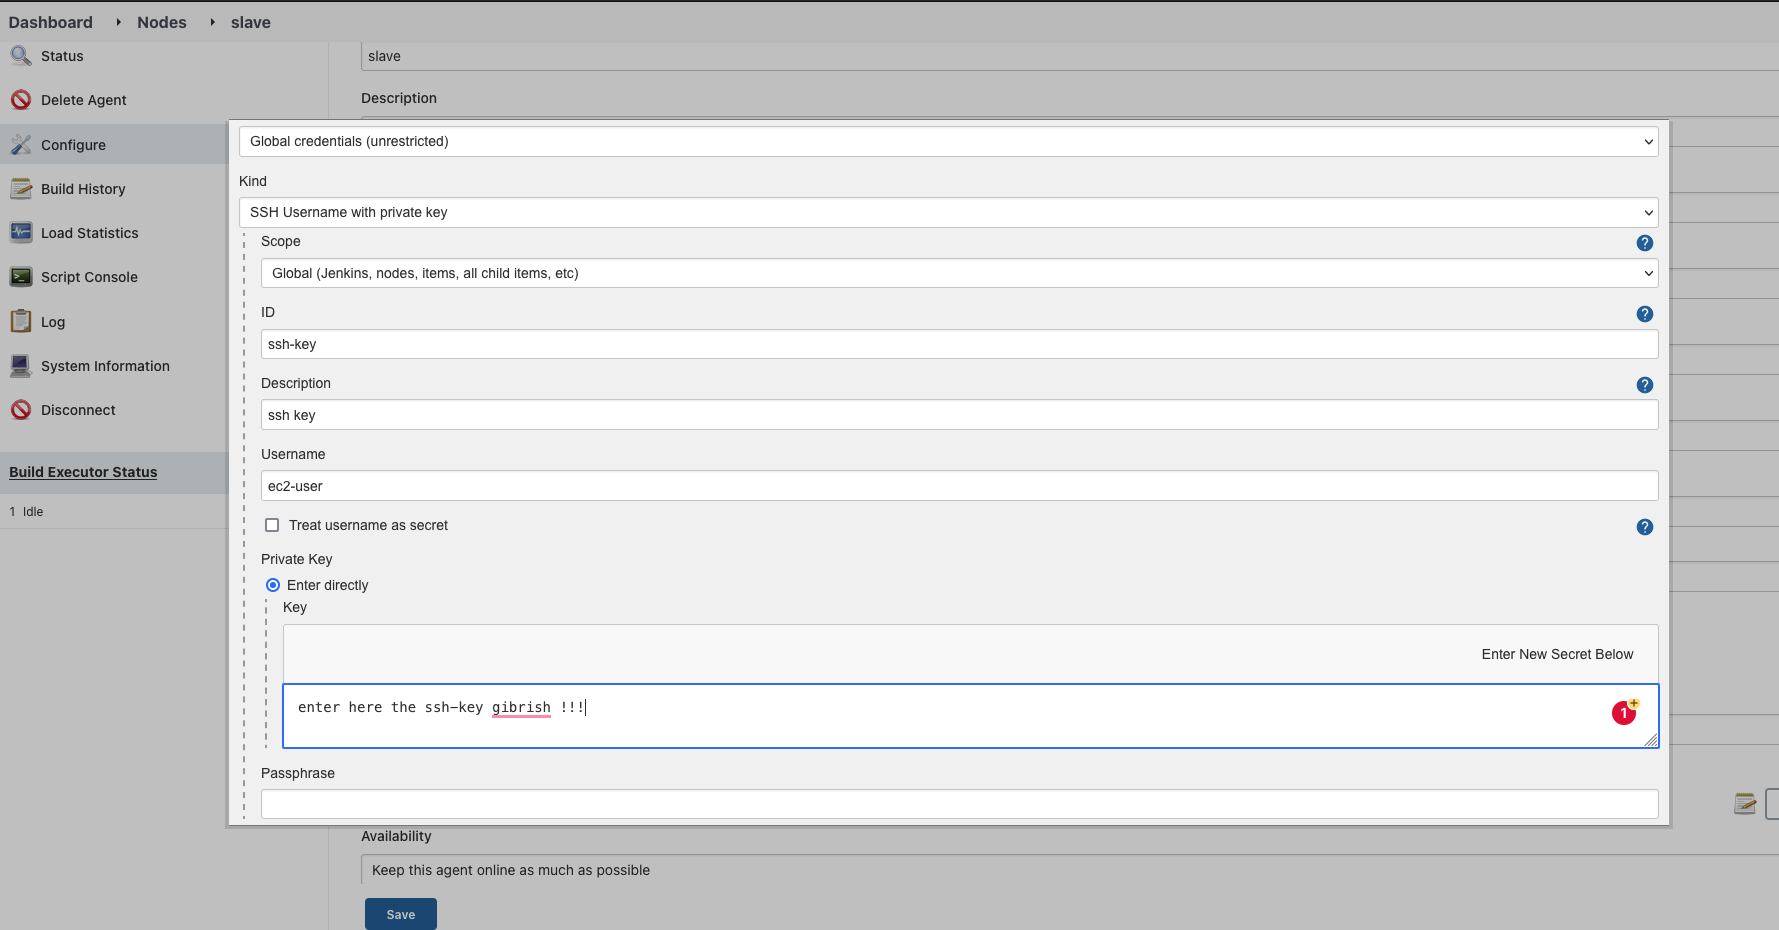 Dashboard
Nodes
slave
Status
Delete Agent
Configure
Build History
Load Statistics
Script Console
Log
System Information
Disconnect
Build Executor Status
1 Idle
slave
Description
Global credentials (unrestricted)
Kind
SSH Username with private key
Scope
?
Global (Jenkins, nodes, items, all child items, etc)
ID
?
ssh-key
Description
?
ssh key
Username
ec2-user
Treat username as secret
?
Private Key
Enter directly
Key
Enter New Secret Below
enter here the ssh-key gibrish !!!
1
+
Passphrase
Availability
Keep this agent online as much as possible
Save